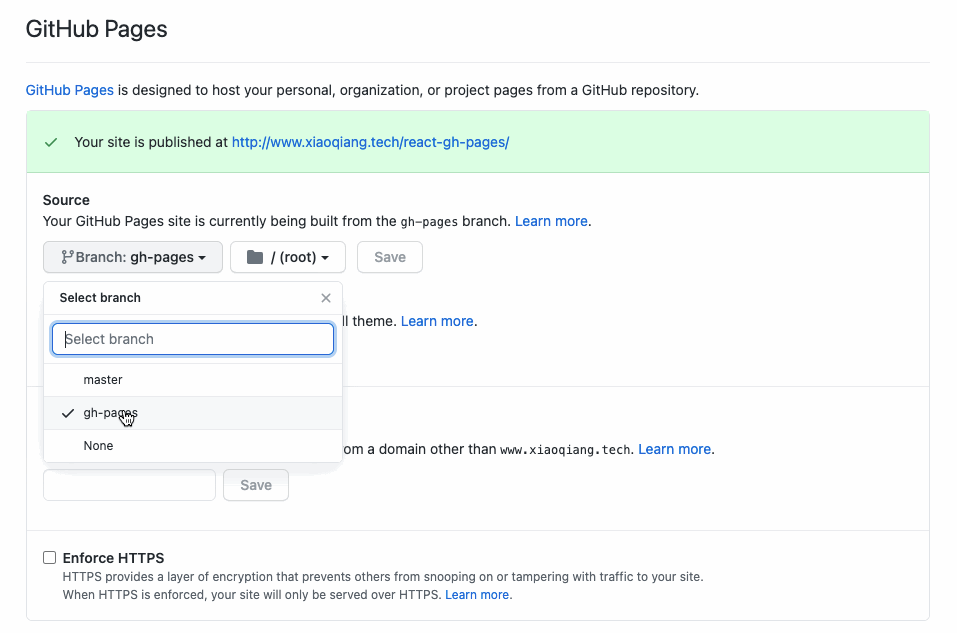 GitHub Pages
GitHub Pages is designed to host your personal, organization, or project pages from a GitHub repository.
Your site is published at http://www.xiaoqiang.tech/react-gh-pages/
Source
Your GitHub Pages site is currently being built from the gh-pages branch. Learn more.
Branch: gh-pages / (root) Save
Select branch
ll theme. Learn more.
Select branch
master
gh-pages
None
om a domain other than www.xiaoqiang.tech. Learn more.
Save
Enforce HTTPS
HTTPS provides a layer of encryption that prevents others from snooping on or tampering with traffic to your site.
When HTTPS is enforced, your site will only be served over HTTPS. Learn more.